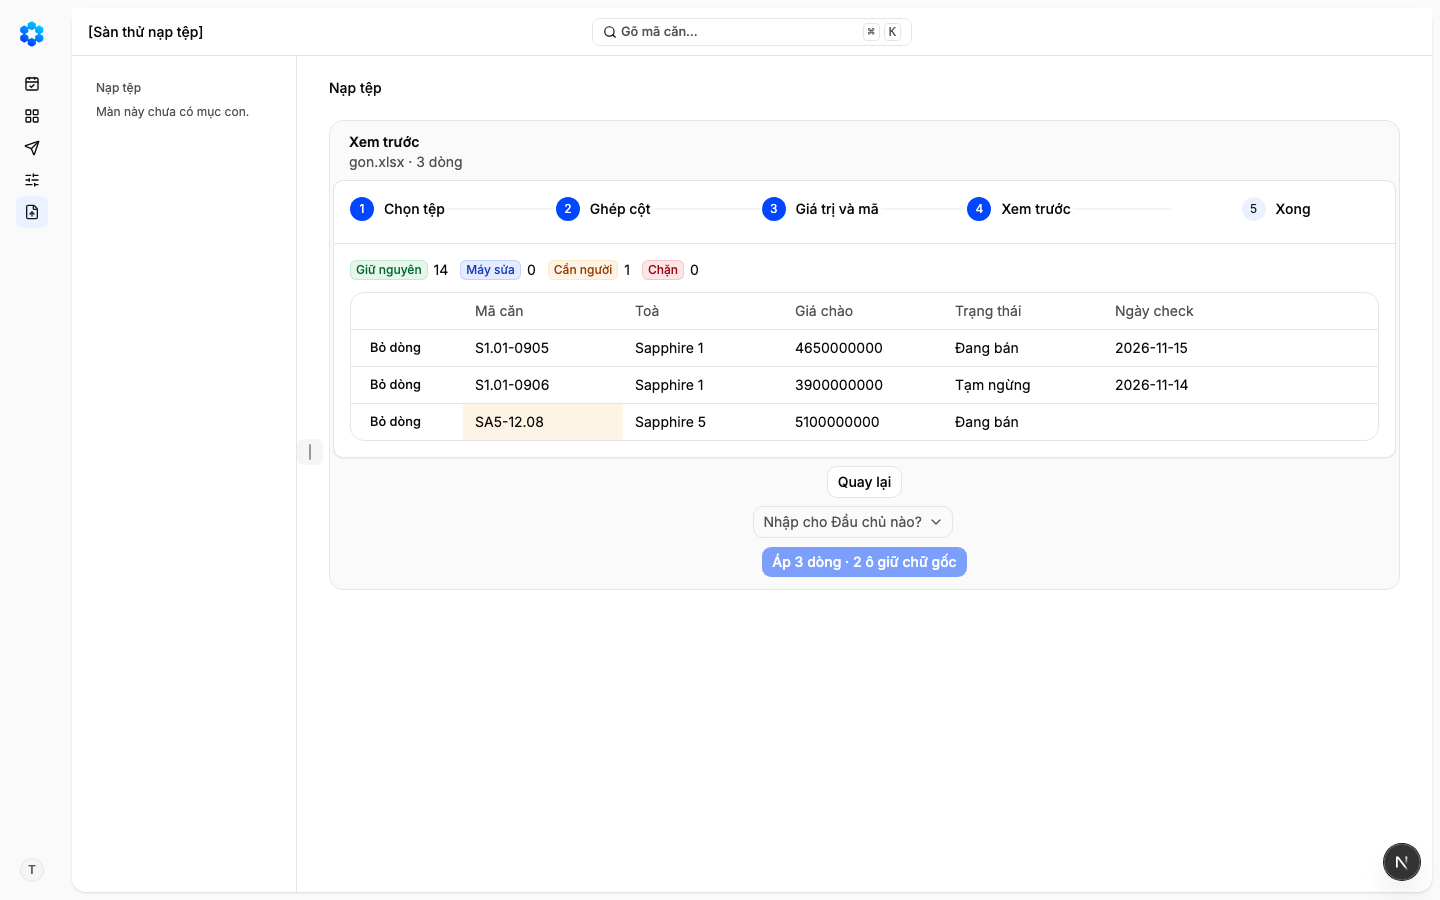 [Sàn thử nạp tệp]
Gõ mã căn...
⌘ K
Nạp tệp
Màn này chưa có mục con.
Nạp tệp
Xem trước
gon.xlsx · 3 dòng
1 Chọn tệp 2 Ghép cột 3 Giá trị và mã 4 Xem trước 5 Xong
Giữ nguyên 14 Máy sửa 0 Cần người 1 Chặn 0
Mã căn Toà Giá chào Trạng thái Ngày check
Bỏ dòng S1.01-0905 Sapphire 1 4650000000 Đang bán 2026-11-15
Bỏ dòng S1.01-0906 Sapphire 1 3900000000 Tạm ngừng 2026-11-14
Bỏ dòng SA5-12.08 Sapphire 5 5100000000 Đang bán
Quay lại
Nhập cho Đầu chủ nào?
Áp 3 dòng · 2 ô giữ chữ gốc
T
N